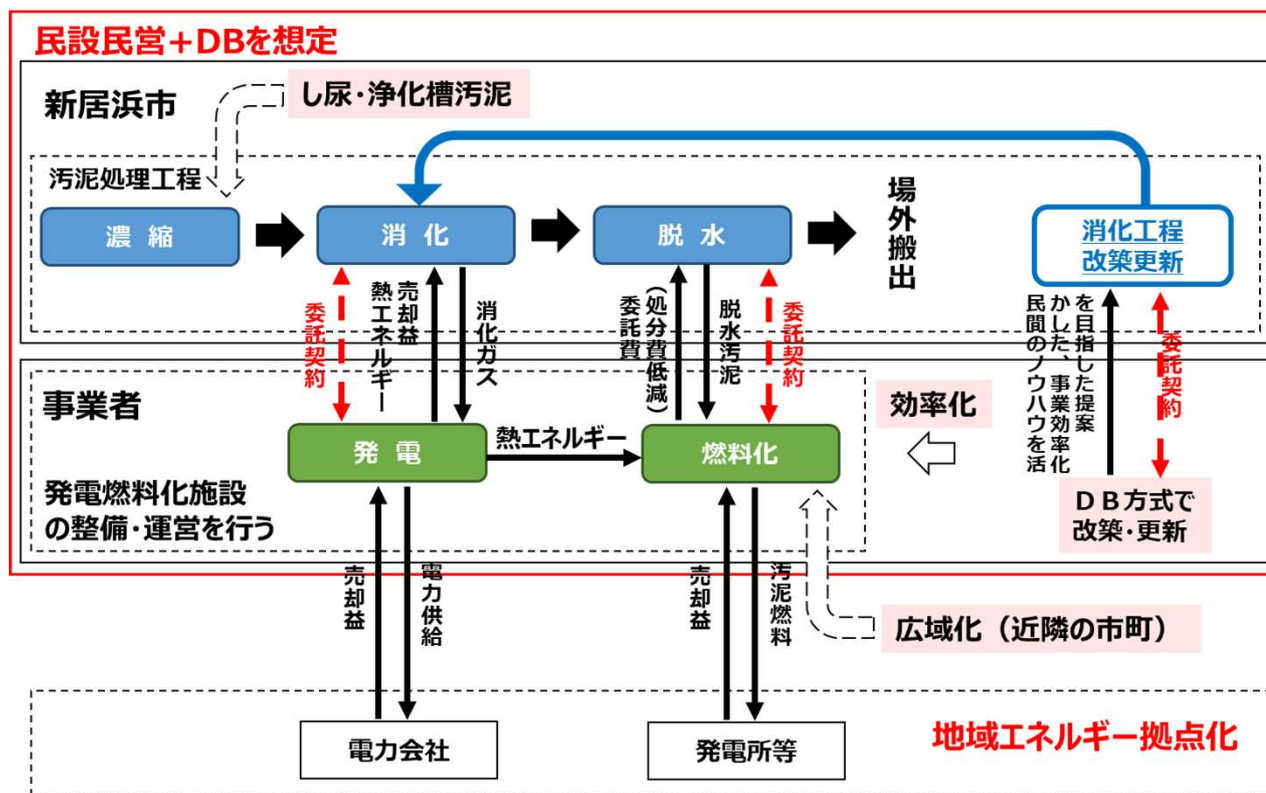 民設民営+DBを想定
新居浜市
し尿・浄化槽汚泥
汚泥処理工程
濃縮
消化
脱水
場外搬出
消化工程
改築更新
委託契約
熱エネルギー
売却益
消化ガス
委託費
(処分費低減)
脱水汚泥
委託契約
民間のノウハウを活
かした、事業効率化
を目指した提案
委託契約
事業者
発電
熱エネルギー
燃料化
効率化
発電燃料化施設
の整備・運営を行う
DB方式で
改築・更新
売却益
電力供給
売却益
汚泥燃料
広域化（近隣の市町）
電力会社
発電所等
地域エネルギー拠点化